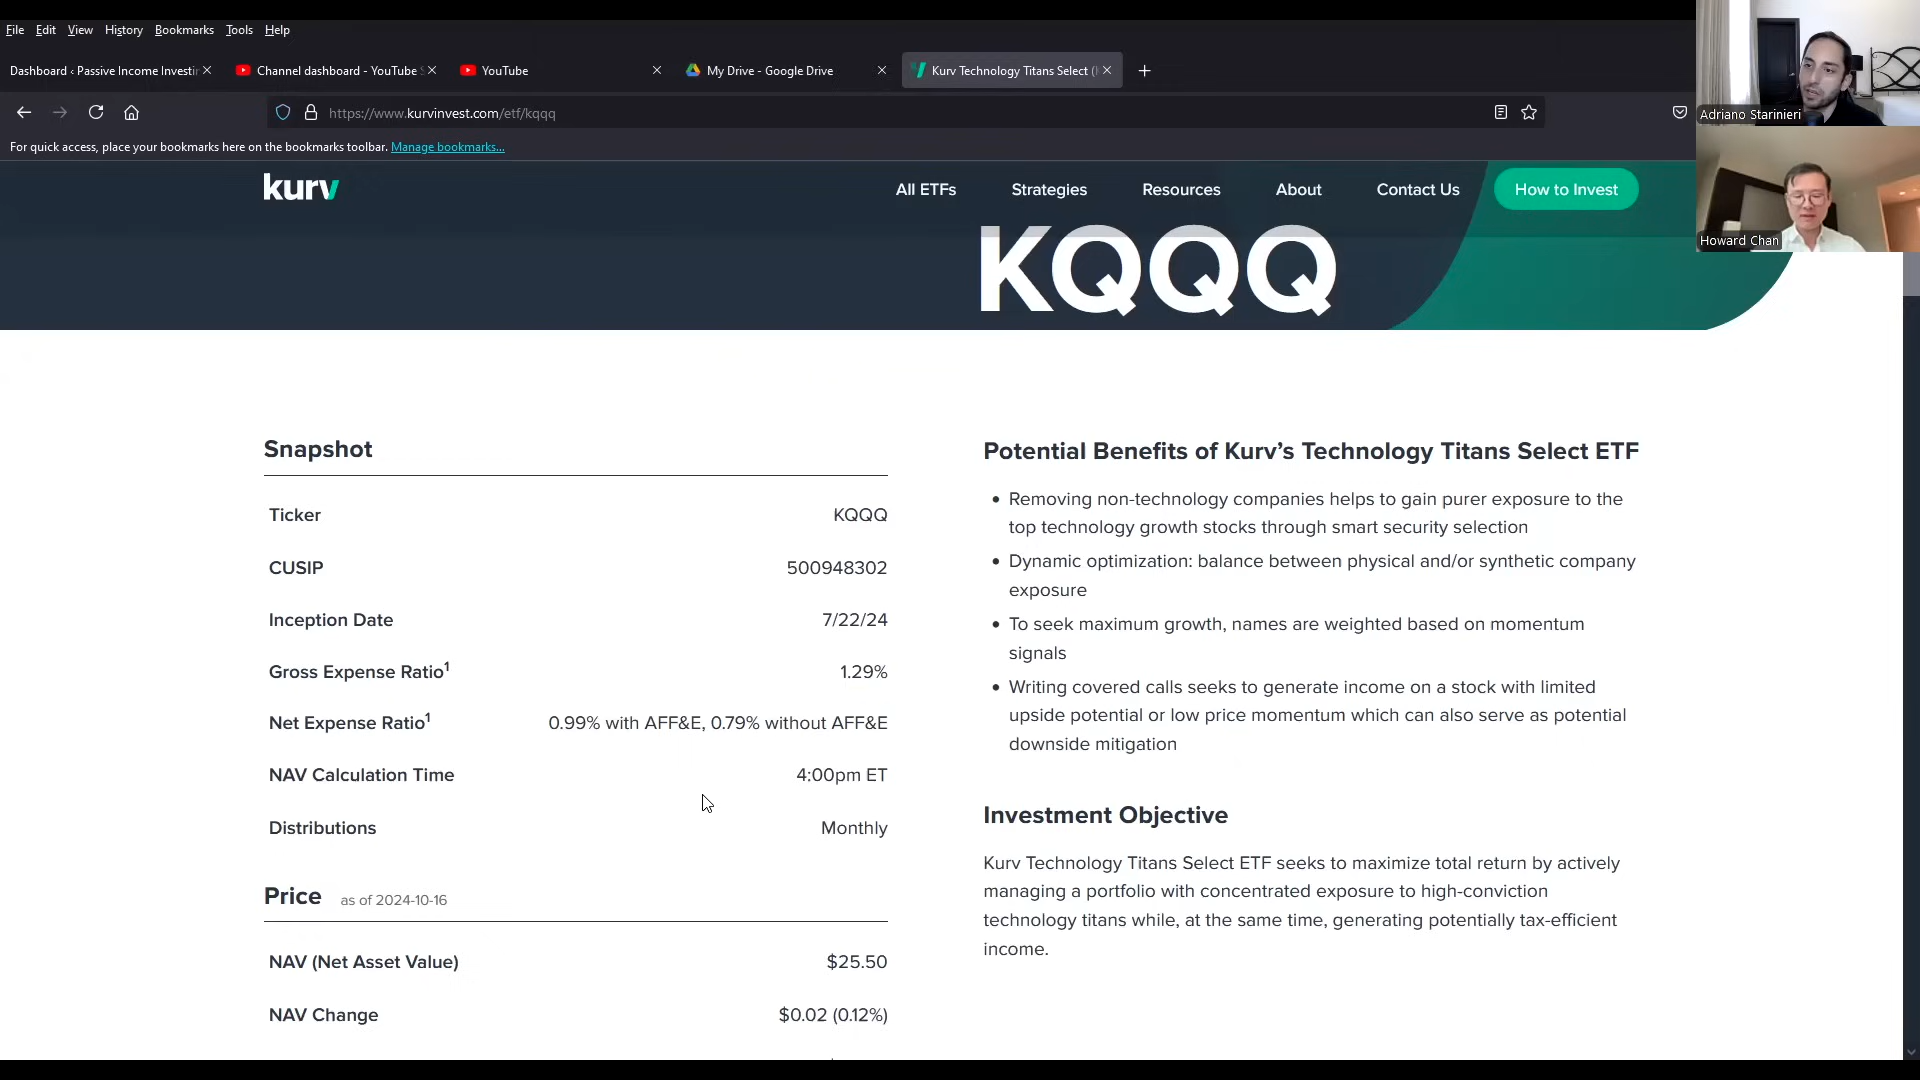 File Edit View History Bookmarks Tools Help
Dashboard ‹ Passive Income Investi
Channel dashboard - YouTube
YouTube
My Drive - Google Drive
Kurv Technology Titans Select (
https://www.kurvinvest.com/etf/kqqq
For quick access, place your bookmarks here on the bookmarks toolbar. Manage bookmarks...
Adriano Starinieri
Howard Chan
kurv
All ETFs Strategies Resources About Contact Us How to Invest
KQQQ
Snapshot
Ticker KQQQ
CUSIP 500948302
Inception Date 7/22/24
Gross Expense Ratio¹ 1.29%
Net Expense Ratio¹ 0.99% with AFF&E, 0.79% without AFF&E
NAV Calculation Time 4:00pm ET
Distributions Monthly
Price as of 2024-10-16
NAV (Net Asset Value) $25.50
NAV Change $0.02 (0.12%)
Potential Benefits of Kurv’s Technology Titans Select ETF
• Removing non-technology companies helps to gain purer exposure to the
top technology growth stocks through smart security selection
• Dynamic optimization: balance between physical and/or synthetic company
exposure
• To seek maximum growth, names are weighted based on momentum
signals
• Writing covered calls seeks to generate income on a stock with limited
upside potential or low price momentum which can also serve as potential
downside mitigation
Investment Objective
Kurv Technology Titans Select ETF seeks to maximize total return by actively
managing a portfolio with concentrated exposure to high-conviction
technology titans while, at the same time, generating potentially tax-efficient
income.